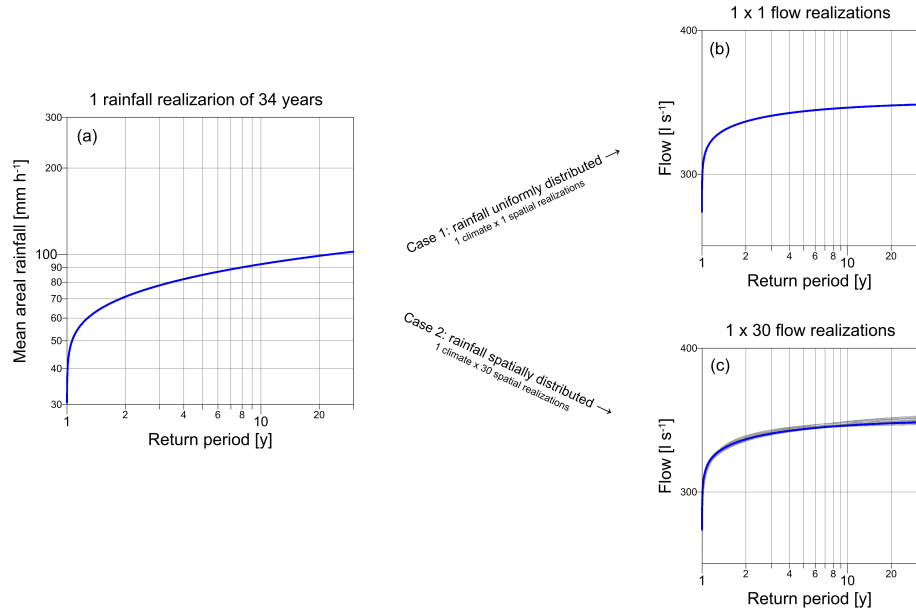 1 rainfall realizarion of 34 years
(a)
Mean areal rainfall [mm h⁻¹]
300
200
100
90
80
70
60
50
40
30
1
2
4
6
8
10
20
Return period [y]
Case 1: rainfall uniformly distributed →
1 climate x 1 spatial realizations
Case 2: rainfall spatially distributed →
1 climate x 30 spatial realizations
1 x 1 flow realizations
(b)
Flow [l s⁻¹]
400
300
1
2
4
6
8
10
20
Return period [y]
1 x 30 flow realizations
(c)
Flow [l s⁻¹]
400
300
1
2
4
6
8
10
20
Return period [y]